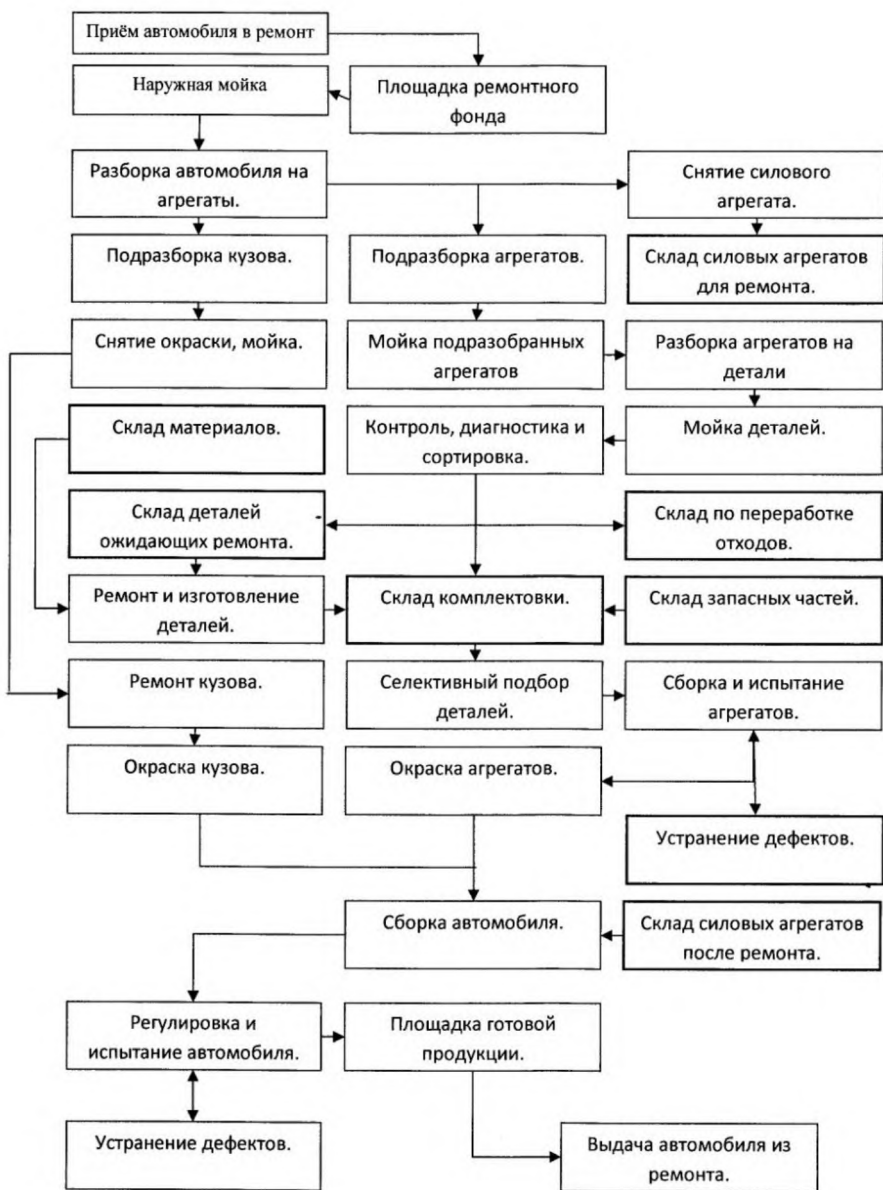 Приём автомобиля в ремонт
Наружная мойка
Площадка ремонтного
фонда
Разборка автомобиля на
агрегаты.
Снятие силового
агрегата.
Подразборка кузова.
Подразборка агрегатов.
Склад силовых агрегатов
для ремонта.
Снятие окраски, мойка.
Мойка подразобранных
агрегатов
Разборка агрегатов на
детали
Склад материалов.
Контроль, диагностика и
сортировка.
Мойка деталей.
Склад деталей
ожидающих ремонта.
Склад по переработке
отходов.
Ремонт и изготовление
деталей.
Склад комплектовки.
Склад запасных частей.
Ремонт кузова.
Селективный подбор
деталей.
Сборка и испытание
агрегатов.
Окраска кузова.
Окраска агрегатов.
Устранение дефектов.
Сборка автомобиля.
Склад силовых агрегатов
после ремонта.
Регулировка и
испытание автомобиля.
Площадка готовой
продукции.
Устранение дефектов.
Выдача автомобиля из
ремонта.